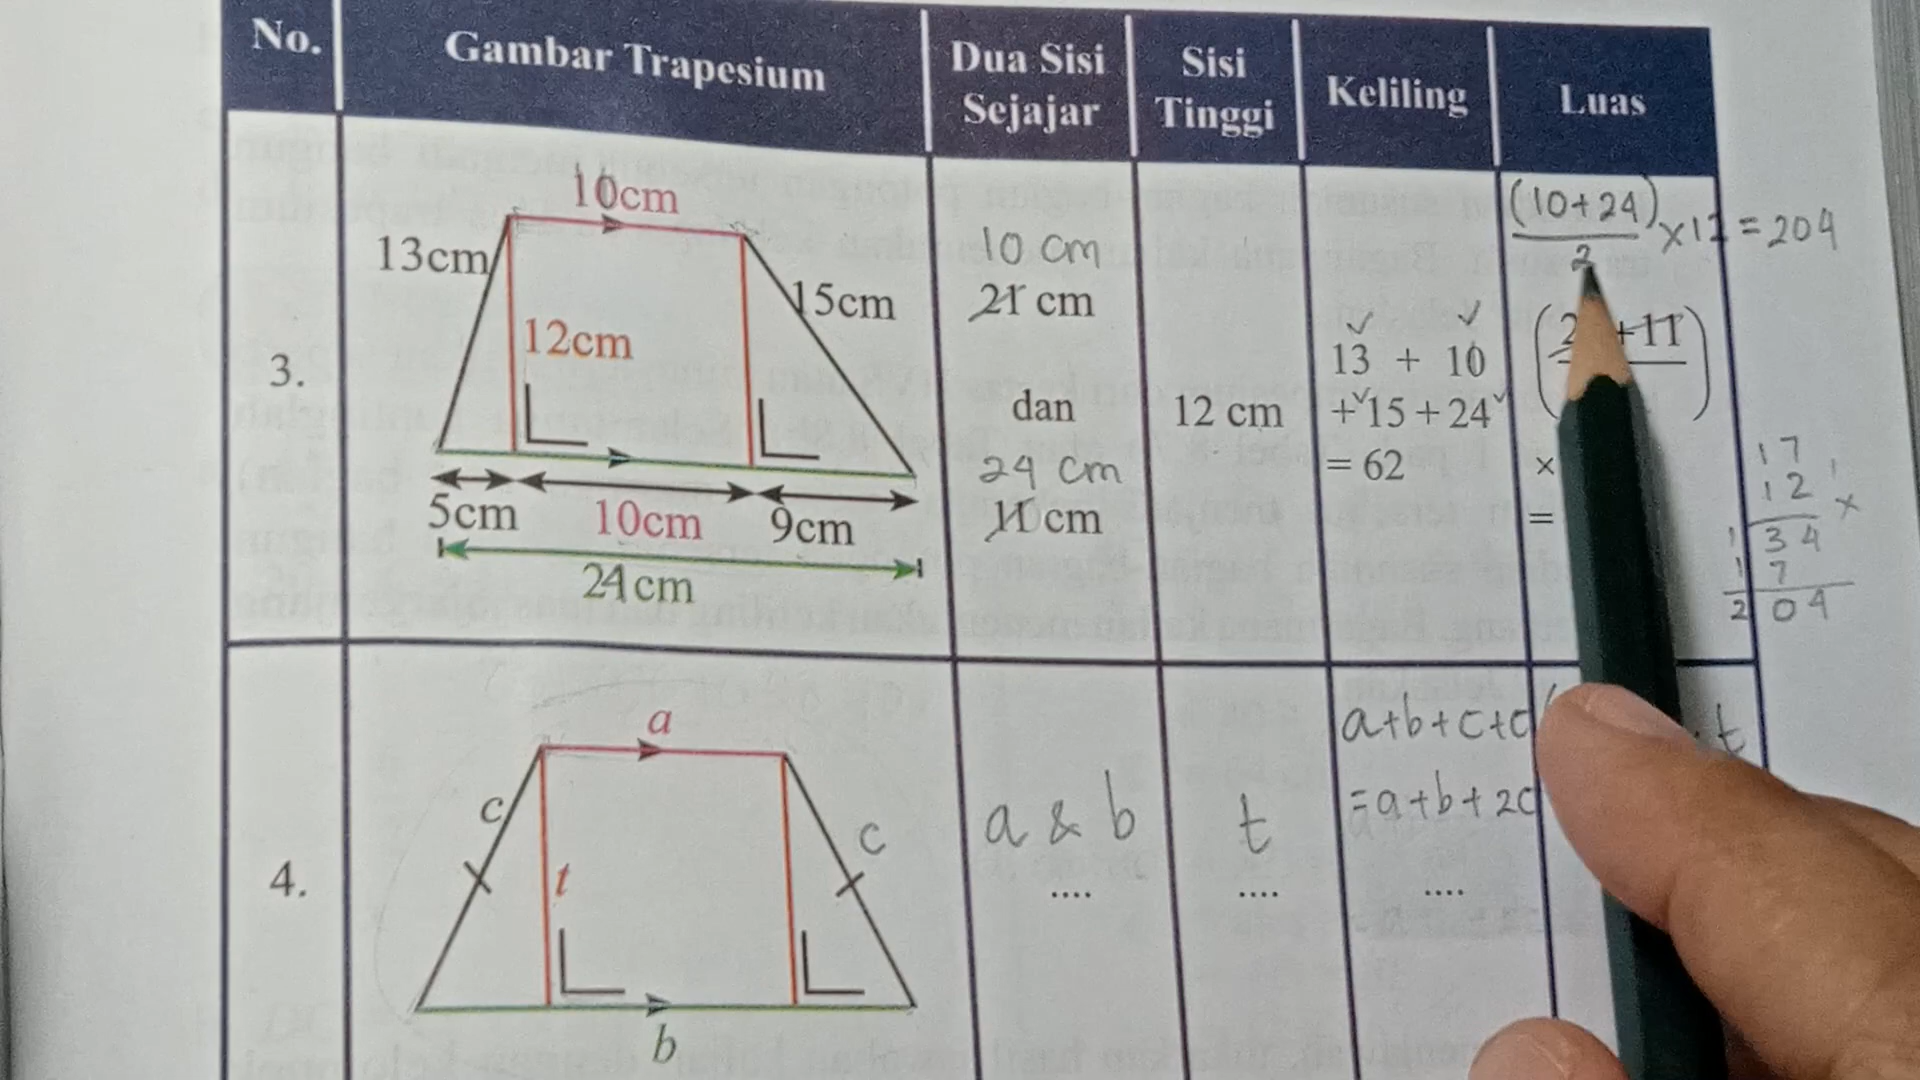 No.
Gambar Trapesium
Dua Sisi
Sejajar
Sisi
Tinggi
Keliling
Luas
3.
10cm
13cm
15cm
12cm
5cm
10cm
9cm
24cm
10 cm
21 cm
dan
24 cm
11 cm
12 cm
13 + 10
+ 15 + 24
= 62
(10+24)
2
×12 = 204
+11
×
=
17
12 ×
34
17
204
4.
a
c
c
t
b
a & b
....
t
....
a+b+c+c
=a+b+2c
....
t